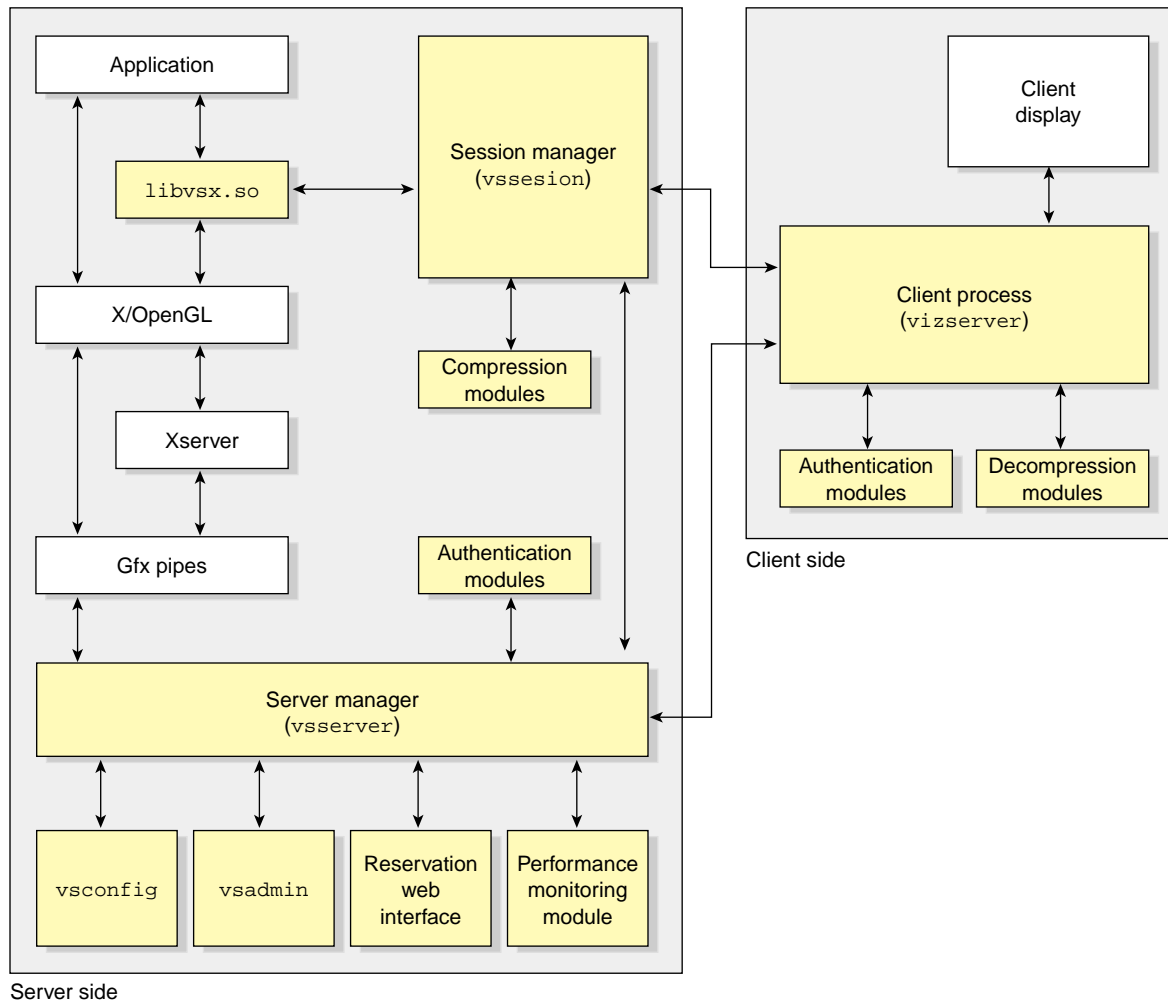 Application
libvsx.so
X/OpenGL
Xserver
Gfx pipes
Session manager
(vssesion)
Compression
modules
Authentication
modules
Server manager
(vsserver)
vsconfig
vsadmin
Reservation
web
interface
Performance
monitoring
module
Server side
Client
display
Client process
(vizserver)
Authentication
modules
Decompression
modules
Client side